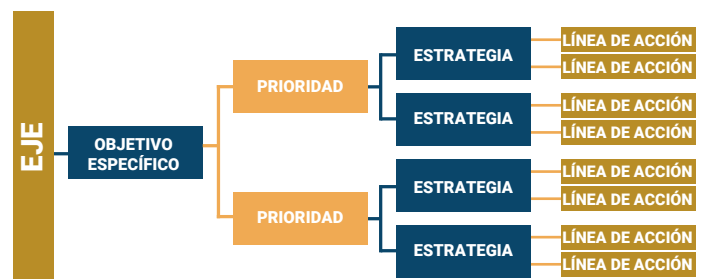 EJE
OBJETIVO
ESPECÍFICO
PRIORIDAD
ESTRATEGIA
LÍNEA DE ACCIÓN
LÍNEA DE ACCIÓN
ESTRATEGIA
LÍNEA DE ACCIÓN
LÍNEA DE ACCIÓN
PRIORIDAD
ESTRATEGIA
LÍNEA DE ACCIÓN
LÍNEA DE ACCIÓN
ESTRATEGIA
LÍNEA DE ACCIÓN
LÍNEA DE ACCIÓN